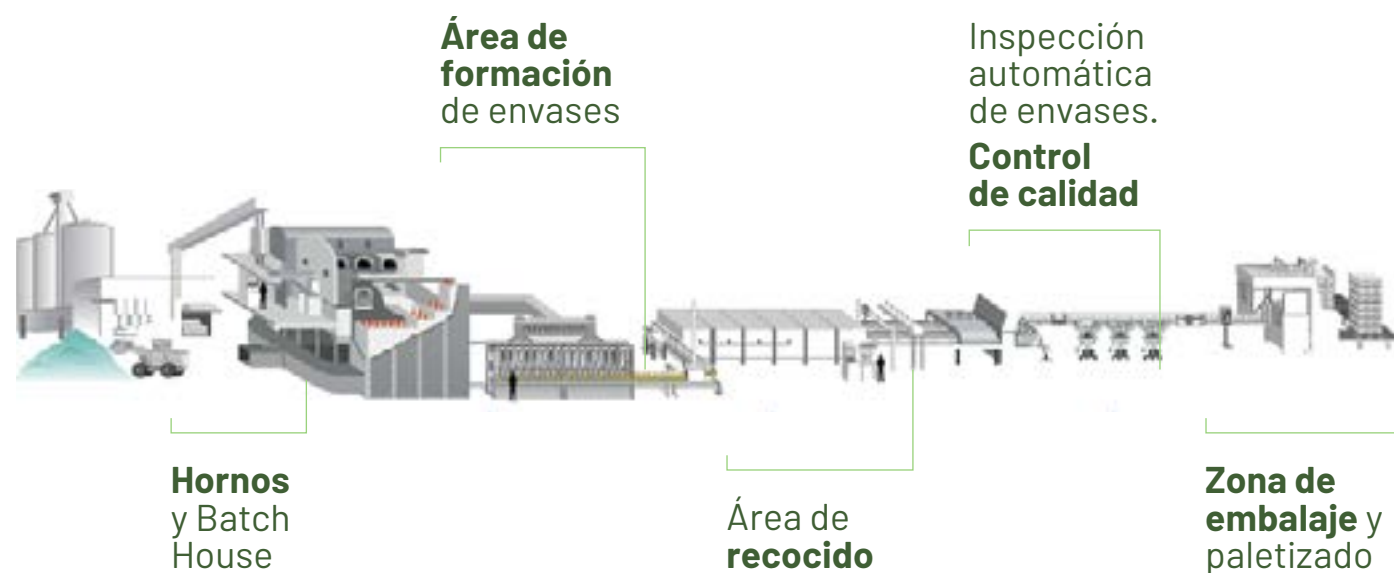 Área de
formación
de envases
Inspección
automática
de envases.
Control
de calidad
Hornos
y Batch
House
Área de
recocido
Zona de
embalaje y
paletizado